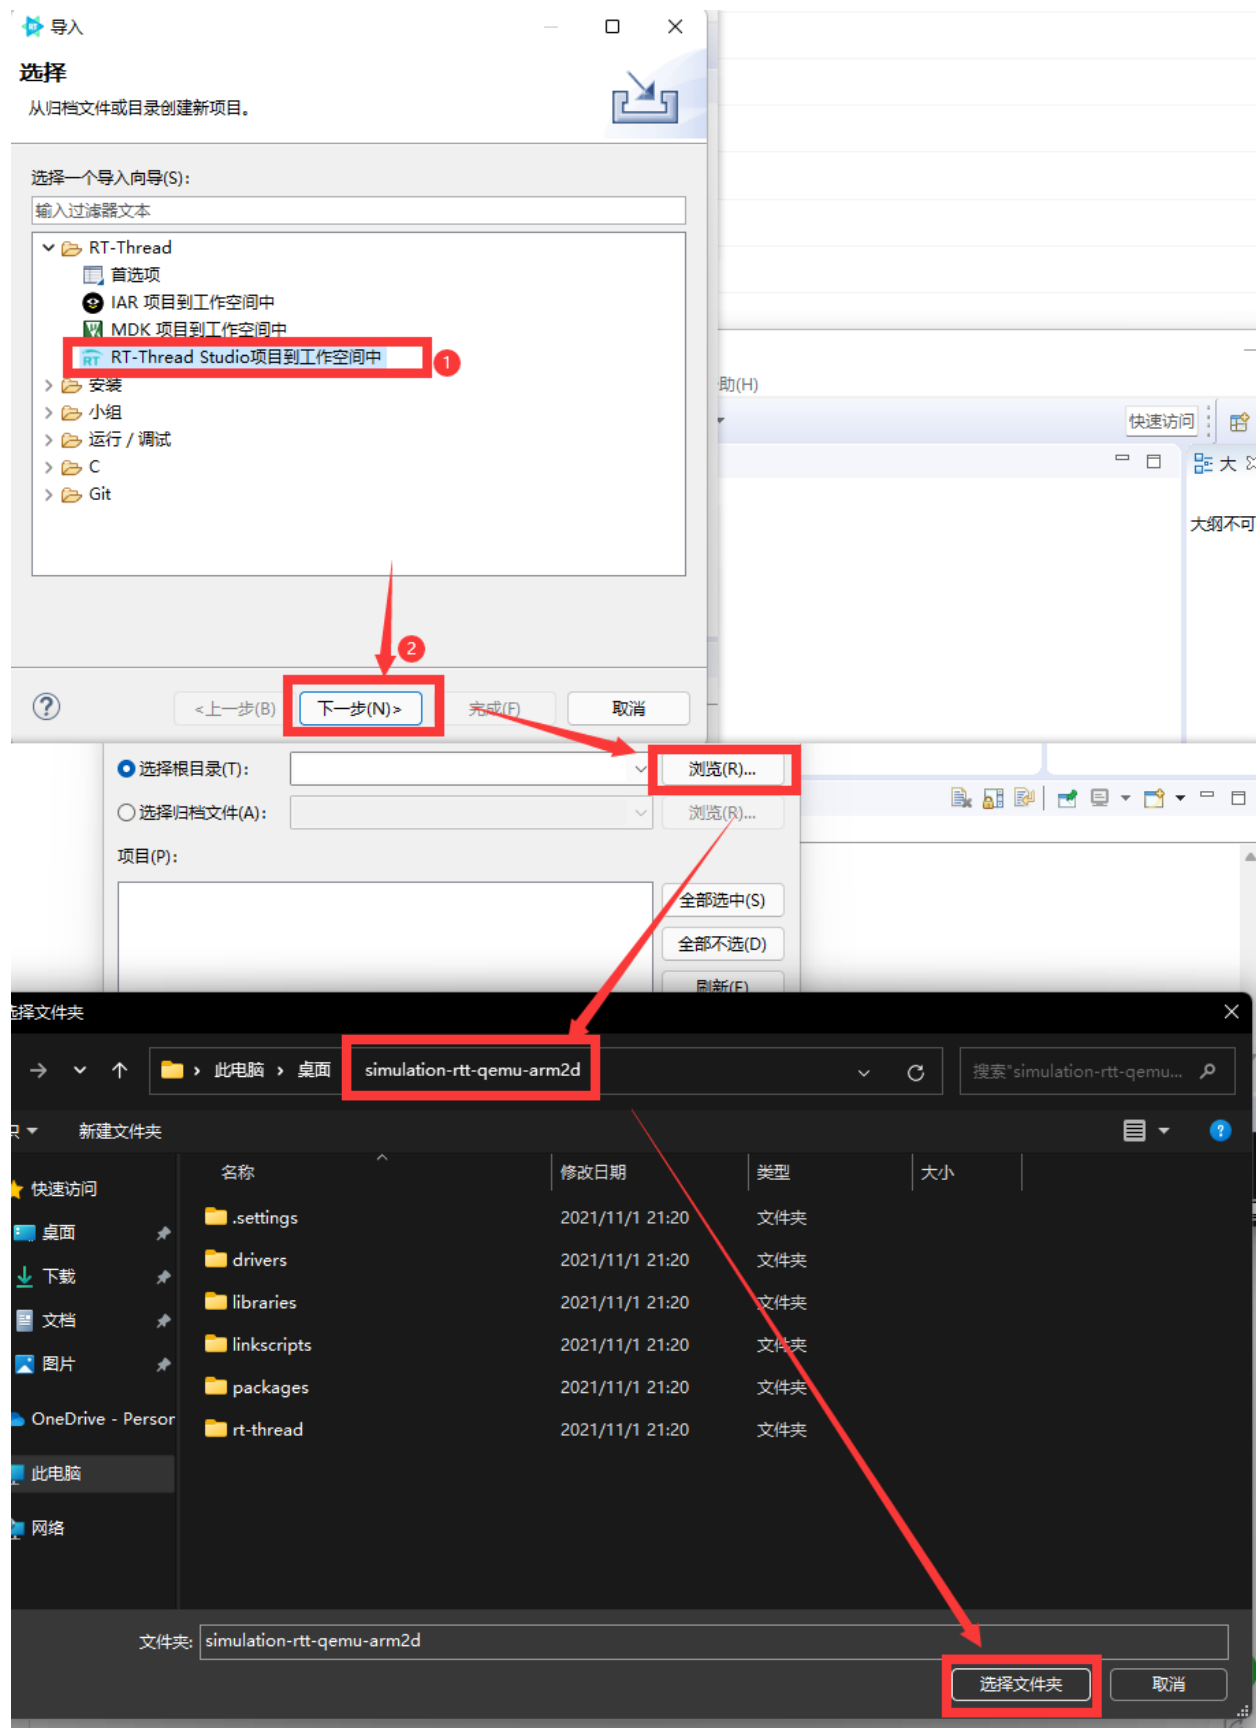 导入
选择
从归档文件或目录创建新项目。
选择一个导入向导(S):
输入过滤器文本
RT-Thread
首选项
IAR 项目到工作空间中
MDK 项目到工作空间中
RT-Thread Studio项目到工作空间中
1
安装
小组
运行 / 调试
C
Git
2
<上一步(B)
下一步(N)>
完成(F)
取消
助(H)
快速访问
大
大纲不可
选择根目录(T):
浏览(R)...
选择归档文件(A):
浏览(R)...
项目(P):
全部选中(S)
全部不选(D)
刷新(E)
选择文件夹
此电脑 › 桌面
simulation-rtt-qemu-arm2d
搜索"simulation-rtt-qemu...
新建文件夹
名称 修改日期 类型 大小
快速访问
桌面
下载
文档
图片
OneDrive - Person
此电脑
网络
.settings 2021/11/1 21:20 文件夹
drivers 2021/11/1 21:20 文件夹
libraries 2021/11/1 21:20 文件夹
linkscripts 2021/11/1 21:20 文件夹
packages 2021/11/1 21:20 文件夹
rt-thread 2021/11/1 21:20 文件夹
文件夹: simulation-rtt-qemu-arm2d
选择文件夹
取消